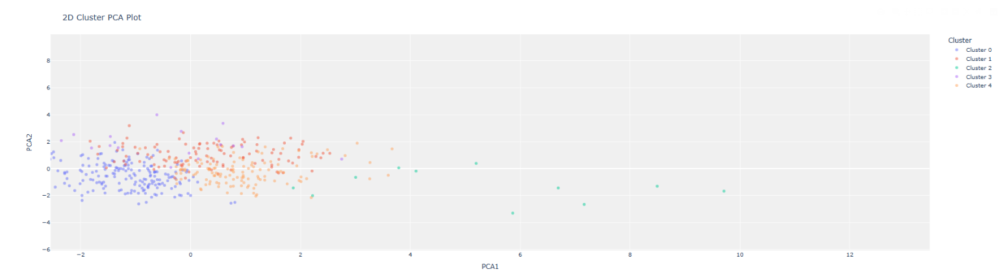 2D Cluster PCA Plot
Cluster
Cluster 0
Cluster 1
Cluster 2
Cluster 3
Cluster 4
PCA2
8
6
4
2
0
−2
−4
−6
−2 0 2 4 6 8 10 12
PCA1